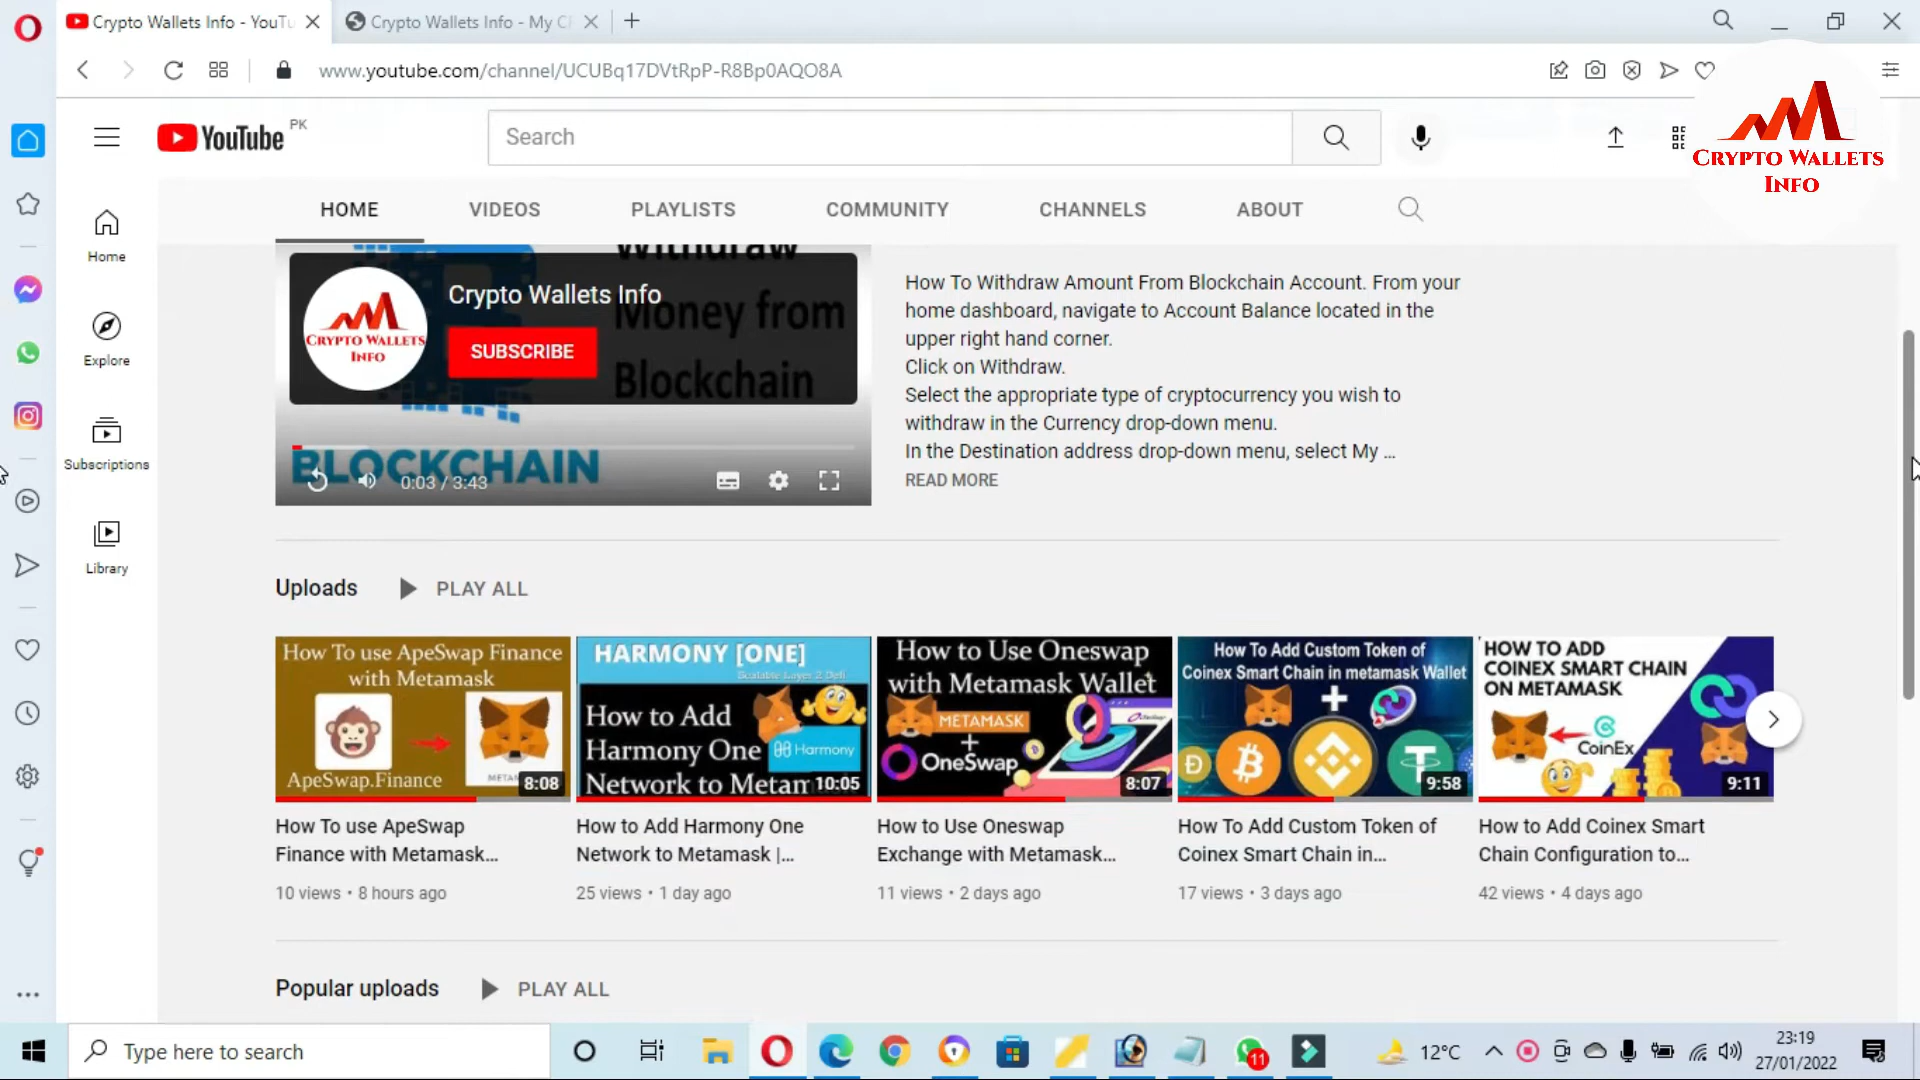 Crypto Wallets Info - YouTu
Crypto Wallets Info - My C
www.youtube.com/channel/UCUBq17DVtRpP-R8Bp0AQO8A
YouTube PK
Search
CRYPTO WALLETS
INFO
HOME
VIDEOS
PLAYLISTS
COMMUNITY
CHANNELS
ABOUT
Home
Explore
Subscriptions
Library
Withdraw
Money from
Blockchain
BLOCKCHAIN
Crypto Wallets Info
SUBSCRIBE
CRYPTO WALLETS
INFO
0:03 / 3:43
How To Withdraw Amount From Blockchain Account. From your
home dashboard, navigate to Account Balance located in the
upper right hand corner.
Click on Withdraw.
Select the appropriate type of cryptocurrency you wish to
withdraw in the Currency drop-down menu.
In the Destination address drop-down menu, select My ...
READ MORE
Uploads
PLAY ALL
How To use ApeSwap Finance
with Metamask
ApeSwap.Finance
META
8:08
How To use ApeSwap
Finance with Metamask...
10 views • 8 hours ago
HARMONY [ONE]
Scalable Layer 2 Defi
How to Add
Harmony One
Network to Metam
Harmony
10:05
How to Add Harmony One
Network to Metamask |...
25 views • 1 day ago
How to Use Oneswap
with Metamask Wallet
METAMASK
+
OneSwap
8:07
How to Use Oneswap
Exchange with Metamask...
11 views • 2 days ago
How To Add Custom Token of
Coinex Smart Chain in metamask Wallet
+
9:58
How To Add Custom Token of
Coinex Smart Chain in...
17 views • 3 days ago
HOW TO ADD
COINEX SMART CHAIN
ON METAMASK
CoinEx
9:11
How to Add Coinex Smart
Chain Configuration to...
42 views • 4 days ago
Popular uploads
PLAY ALL
Type here to search
11
12°C
23:19
27/01/2022